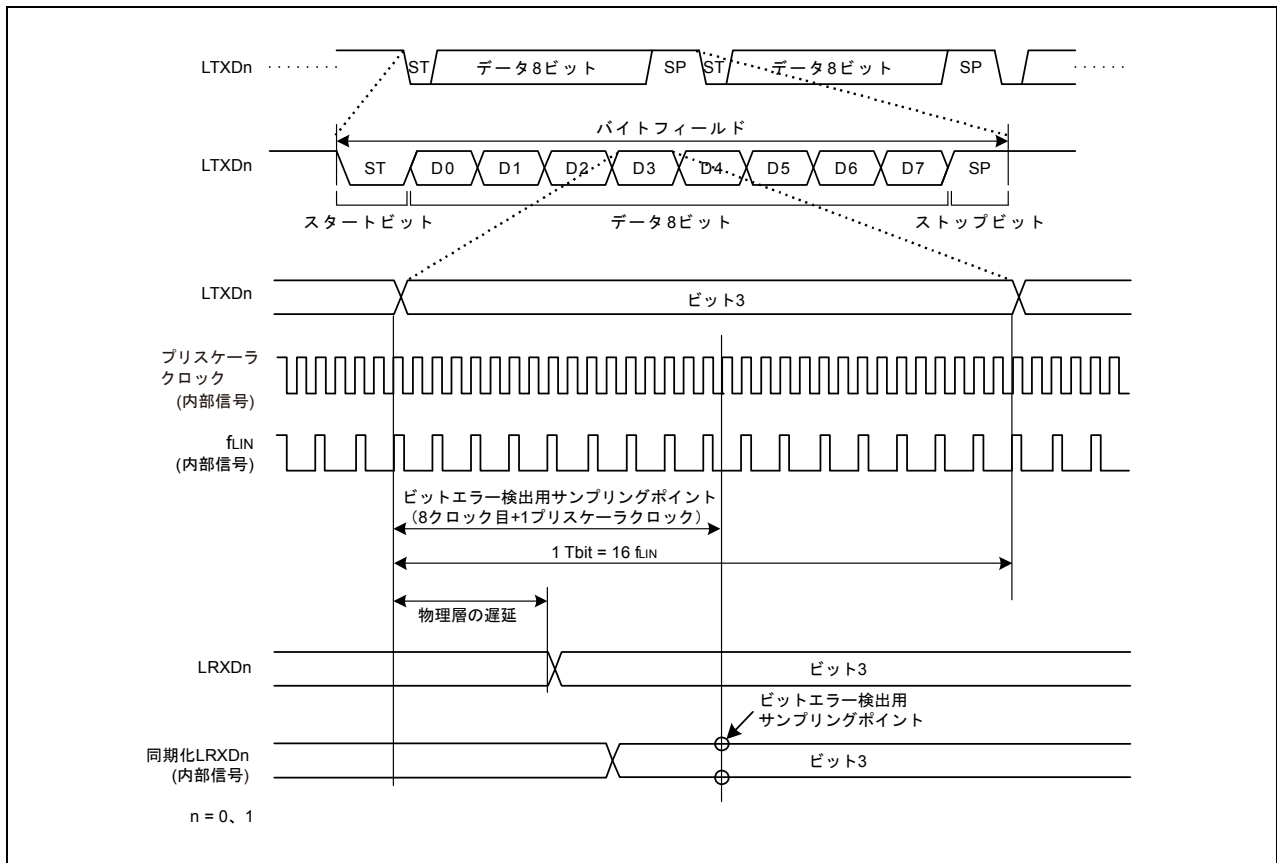 LTXDn ST データ8ビット SP ST データ8ビット SP
バイトフィールド
LTXDn ST D0 D1 D2 D3 D4 D5 D6 D7 SP
スタートビット データ8ビット ストップビット
LTXDn ビット3
プリスケーラ
クロック
(内部信号)
fLIN
(内部信号)
ビットエラー検出用サンプリングポイント
(8クロック目+1プリスケーラクロック)
1 Tbit = 16 fLIN
物理層の遅延
LRXDn ビット3
ビットエラー検出用
サンプリングポイント
同期化LRXDn
(内部信号)
ビット3
n = 0、1